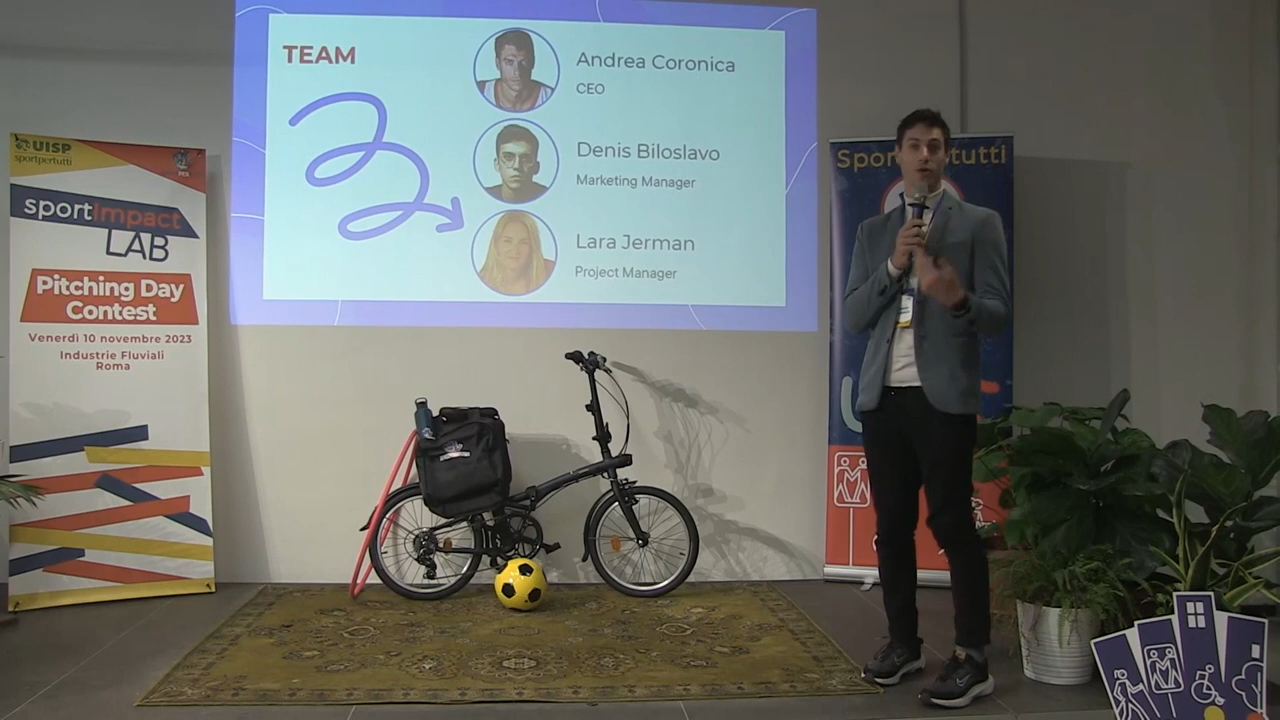 TEAM
Andrea Coronica
CEO
Denis Biloslavo
Marketing Manager
Lara Jerman
Project Manager
UISP
sportpertutti
sportimpact
LAB
Pitching Day
Contest
Venerdì 10 novembre 2023
Industrie Fluviali
Roma